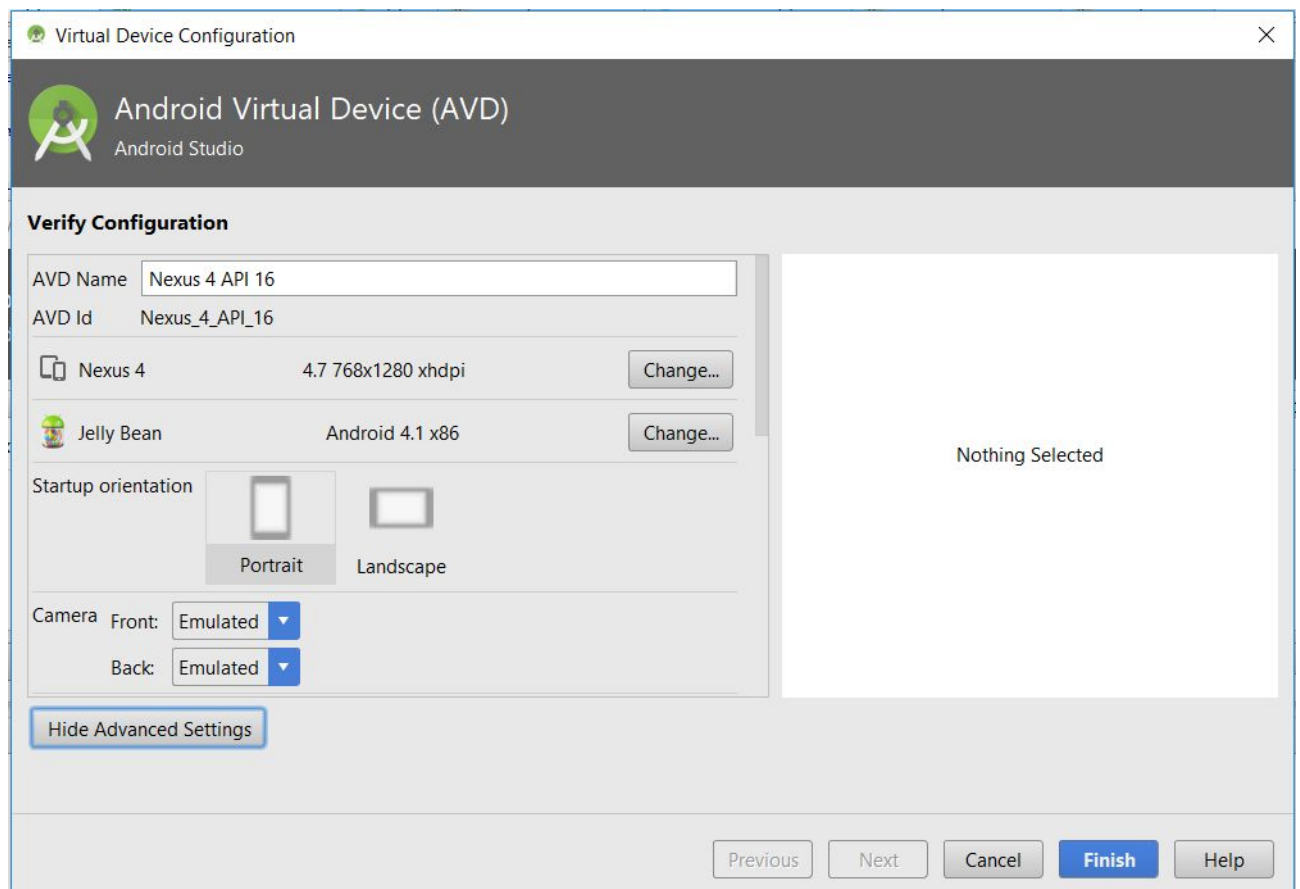 Virtual Device Configuration
Android Virtual Device (AVD)
Android Studio
Verify Configuration
AVD Name Nexus 4 API 16
AVD Id Nexus_4_API_16
Nexus 4 4.7 768x1280 xhdpi Change...
Jelly Bean Android 4.1 x86 Change...
Startup orientation
Portrait Landscape
Camera Front: Emulated
Back: Emulated
Nothing Selected
Hide Advanced Settings
Previous Next Cancel Finish Help